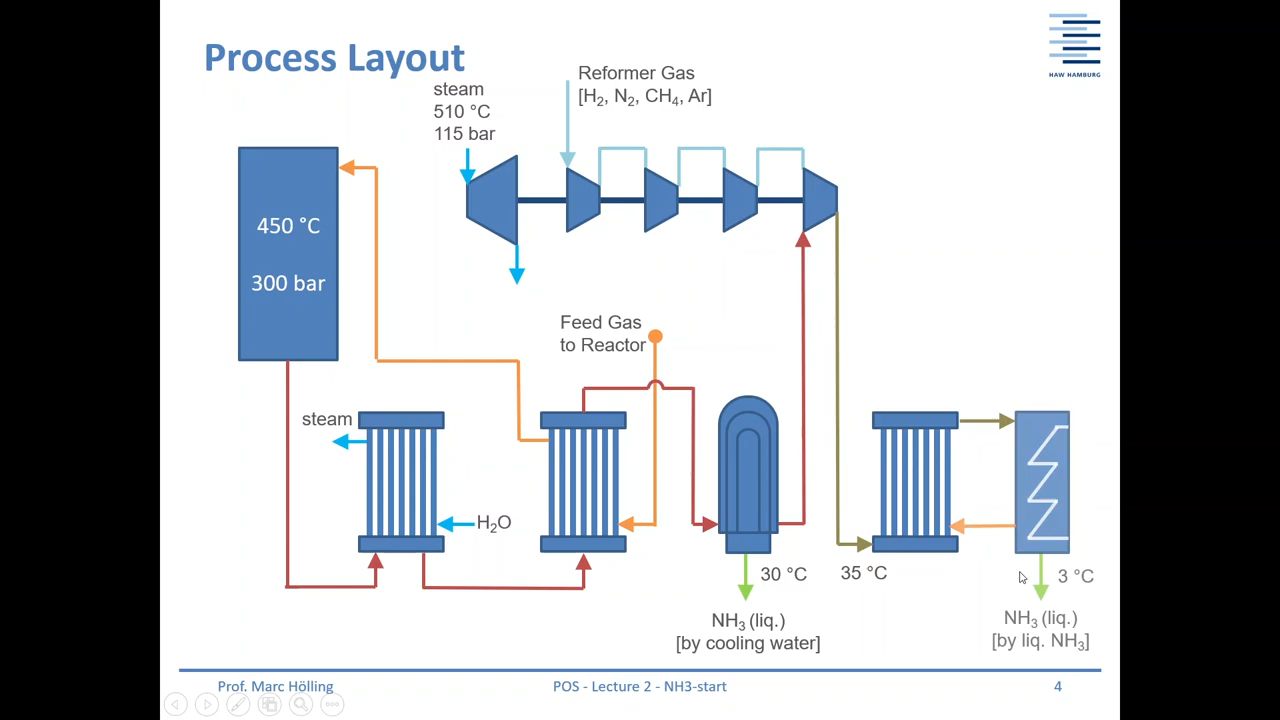 Process Layout
HAW HAMBURG
steam
510 °C
115 bar
Reformer Gas
[H₂, N₂, CH₄, Ar]
450 °C
300 bar
Feed Gas
to Reactor
steam
H₂O
30 °C
35 °C
3 °C
NH₃ (liq.)
[by cooling water]
NH₃ (liq.)
[by liq. NH₃]
Prof. Marc Hölling
POS - Lecture 2 - NH3-start
4